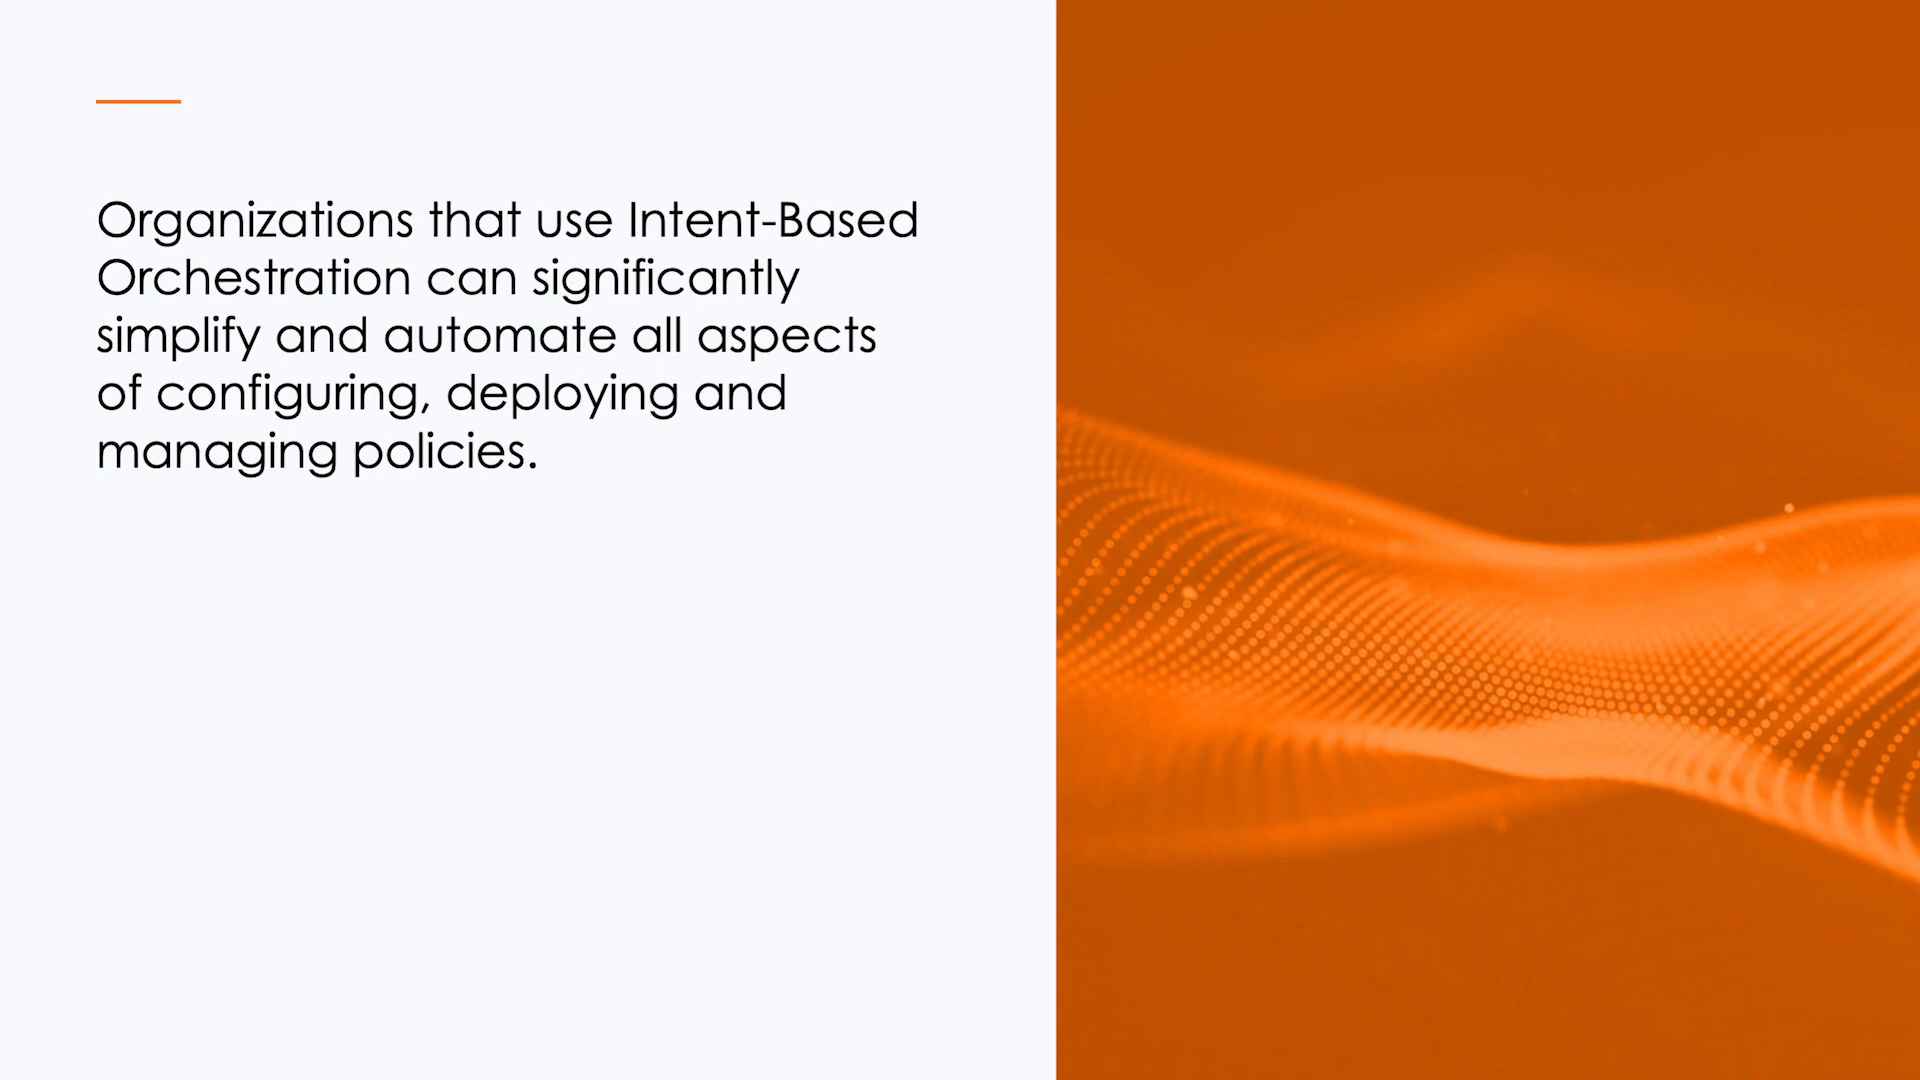 Organizations that use Intent-Based
Orchestration can significantly
simplify and automate all aspects
of configuring, deploying and
managing policies.